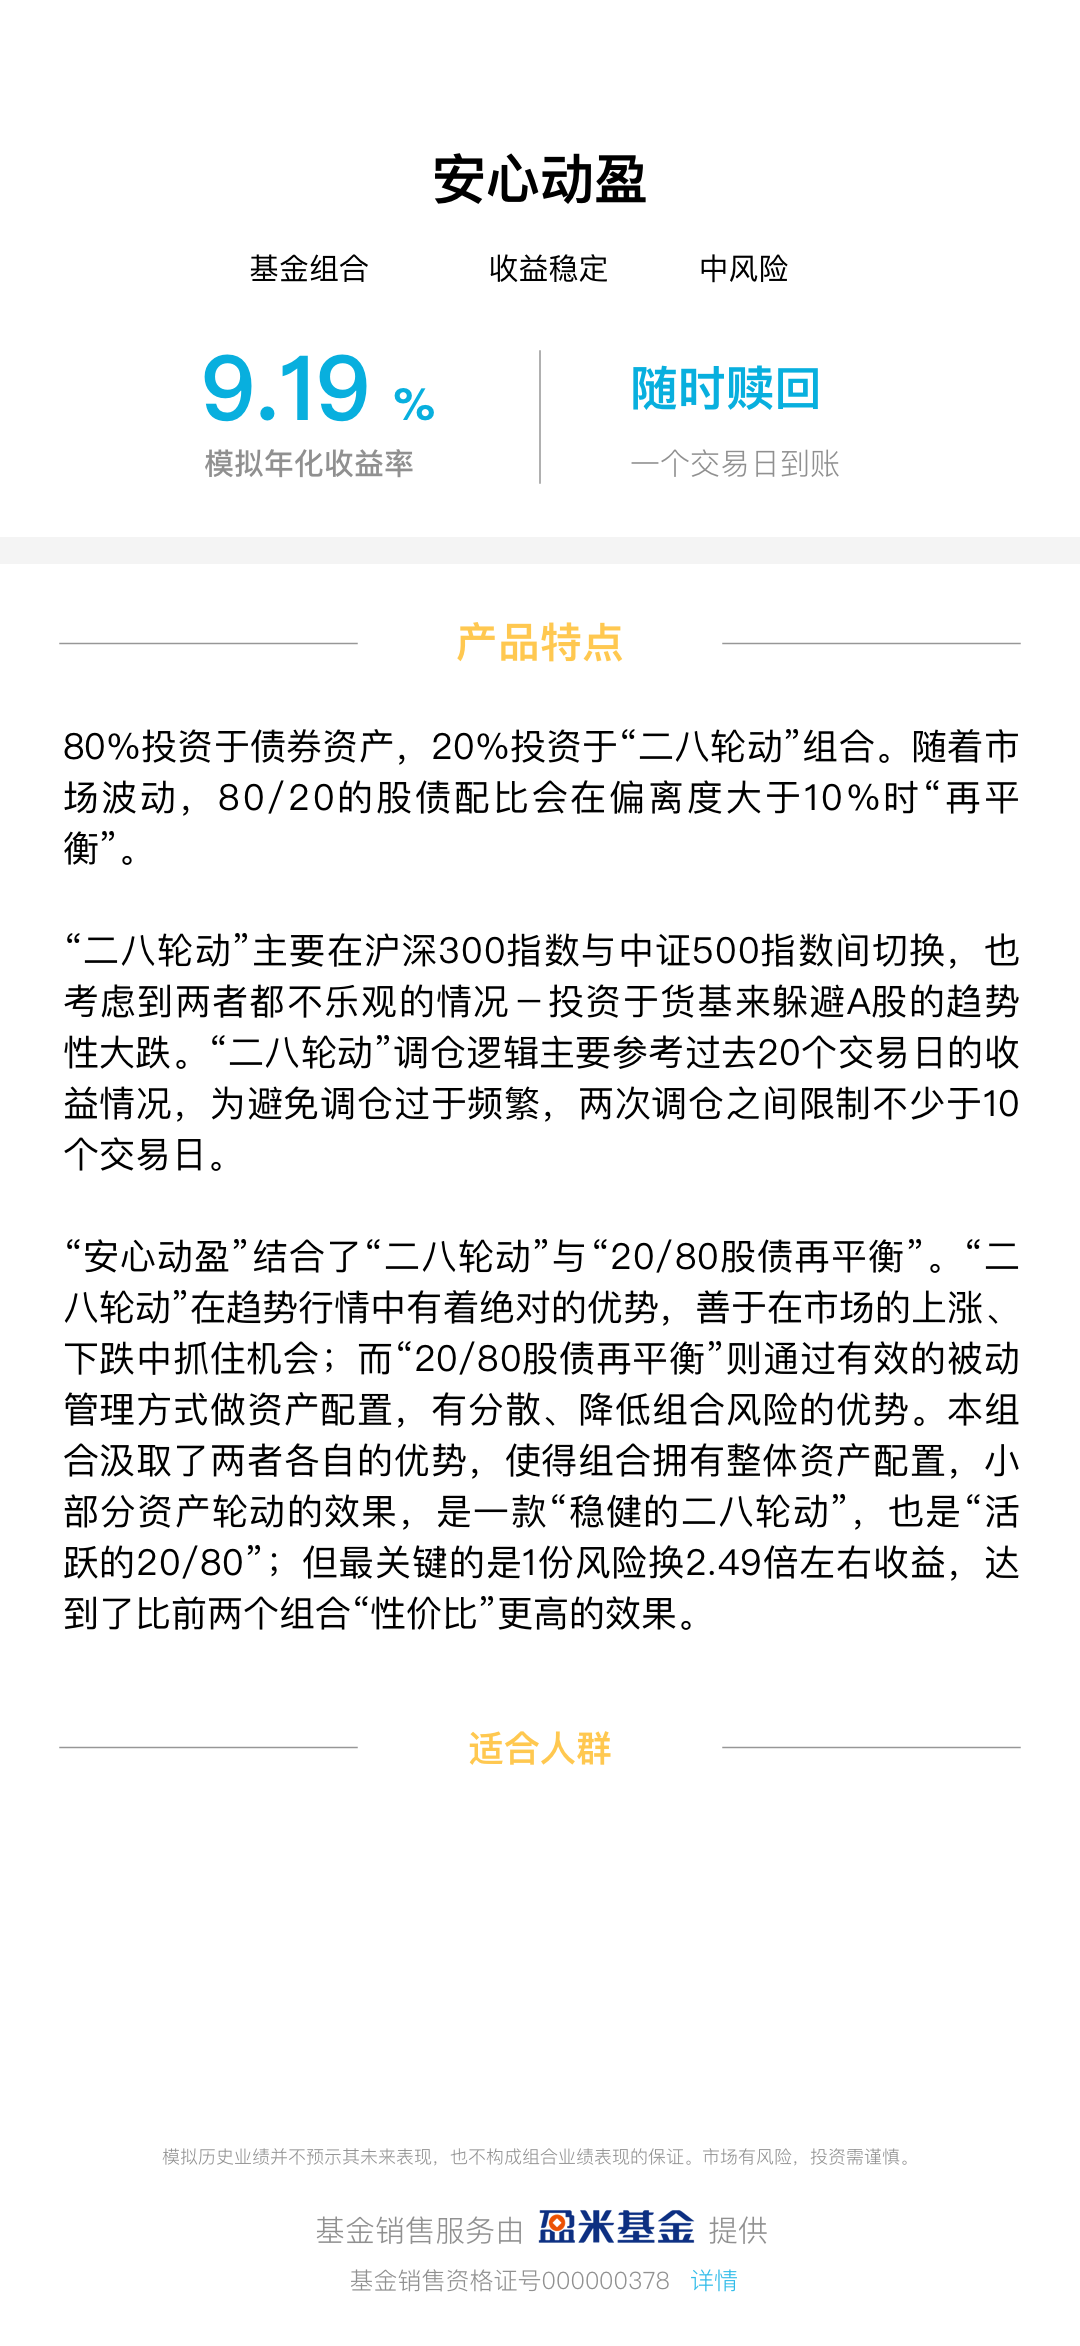 安心动盈
基金组合 收益稳定 中风险
9.19 % 随时赎回
模拟年化收益率 一个交易日到账
产品特点
80%投资于债券资产，20%投资于“二八轮动”组合。随着市
场波动，80/20的股债配比会在偏离度大于10%时“再平
衡”。
“二八轮动”主要在沪深300指数与中证500指数间切换，也
考虑到两者都不乐观的情况－投资于货基来躲避A股的趋势
性大跌。“二八轮动”调仓逻辑主要参考过去20个交易日的收
益情况，为避免调仓过于频繁，两次调仓之间限制不少于10
个交易日。
“安心动盈”结合了“二八轮动”与“20/80股债再平衡”。“二
八轮动”在趋势行情中有着绝对的优势，善于在市场的上涨、
下跌中抓住机会；而“20/80股债再平衡”则通过有效的被动
管理方式做资产配置，有分散、降低组合风险的优势。本组
合汲取了两者各自的优势，使得组合拥有整体资产配置，小
部分资产轮动的效果，是一款“稳健的二八轮动”，也是“活
跃的20/80”；但最关键的是1份风险换2.49倍左右收益，达
到了比前两个组合“性价比”更高的效果。
适合人群
模拟历史业绩并不预示其未来表现，也不构成组合业绩表现的保证。市场有风险，投资需谨慎。
基金销售服务由 盈米基金 提供
基金销售资格证号000000378 详情